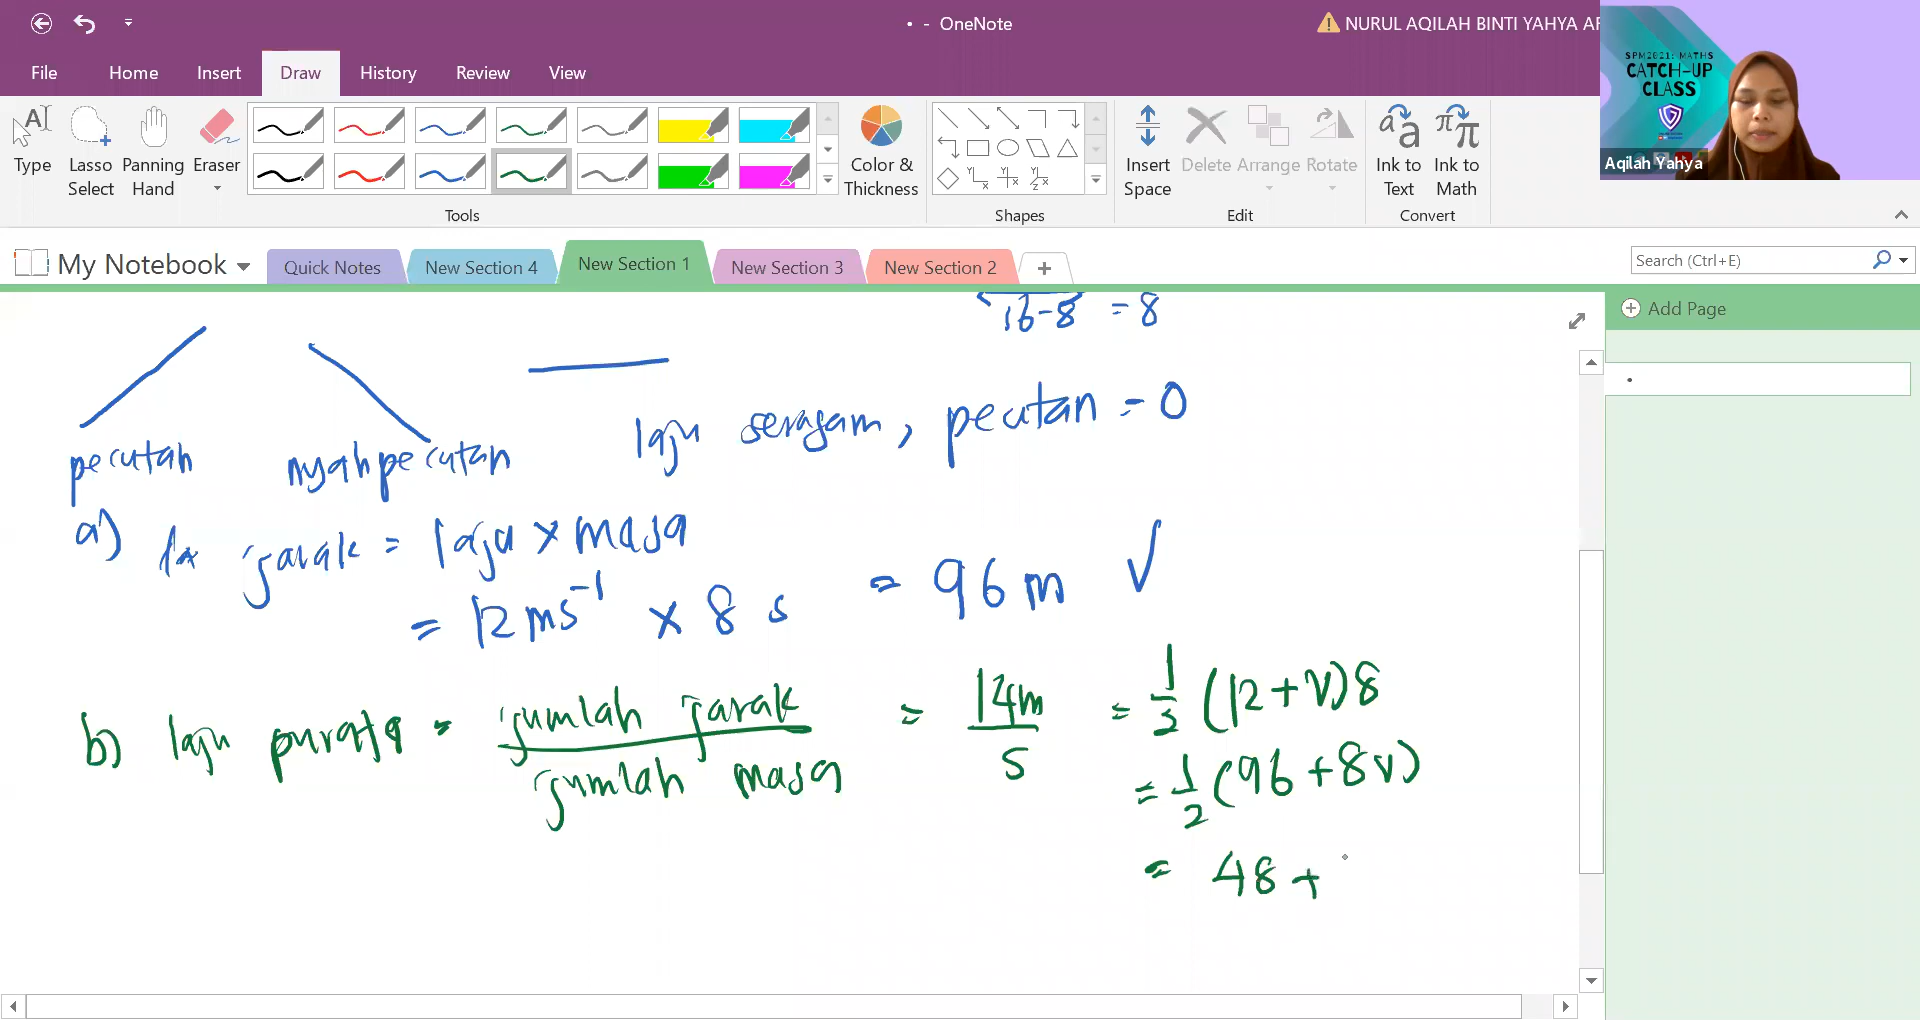 - OneNote
NURUL AQILAH BINTI YAHYA AF
File Home Insert Draw History Review View
SPM2021: MATHS
CATCH-UP
CLASS
Aqilah Yahya
Type
Lasso Select
Panning Hand
Eraser
Color & Thickness
Insert Space
Delete
Arrange
Rotate
Ink to Text
Ink to Math
Tools
Shapes
Edit
Convert
My Notebook
Quick Notes
New Section 4
New Section 1
New Section 3
New Section 2
Search (Ctrl+E)
Add Page
16-8 = 8
pecutan
nyahpecutan
laju seragam, pecutan = 0
a) jarak = laju × masa
= 12 ms⁻¹ × 8 s = 96 m ✓
b) laju purata = jumlah jarak / jumlah masa = 14m / s = 1/2 (12 + v)8
= 1/2 (96 + 8v)
= 48 +